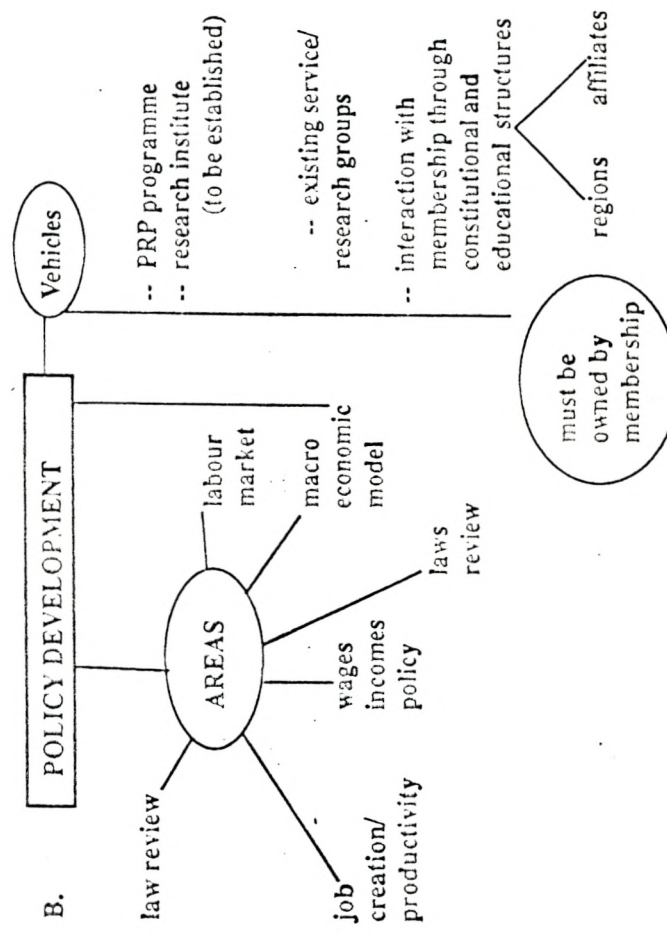 B.
POLICY DEVELOPMENT
Vehicles
law review
AREAS
labour
market
macro
economic
model
laws
review
wages
incomes
policy
job
creation/
productivity
-- PRP programme
-- research institute
(to be established)
-- existing service/
research groups
-- interaction with
membership through
constitutional and
educational structures
regions
affiliates
must be
owned by
membership